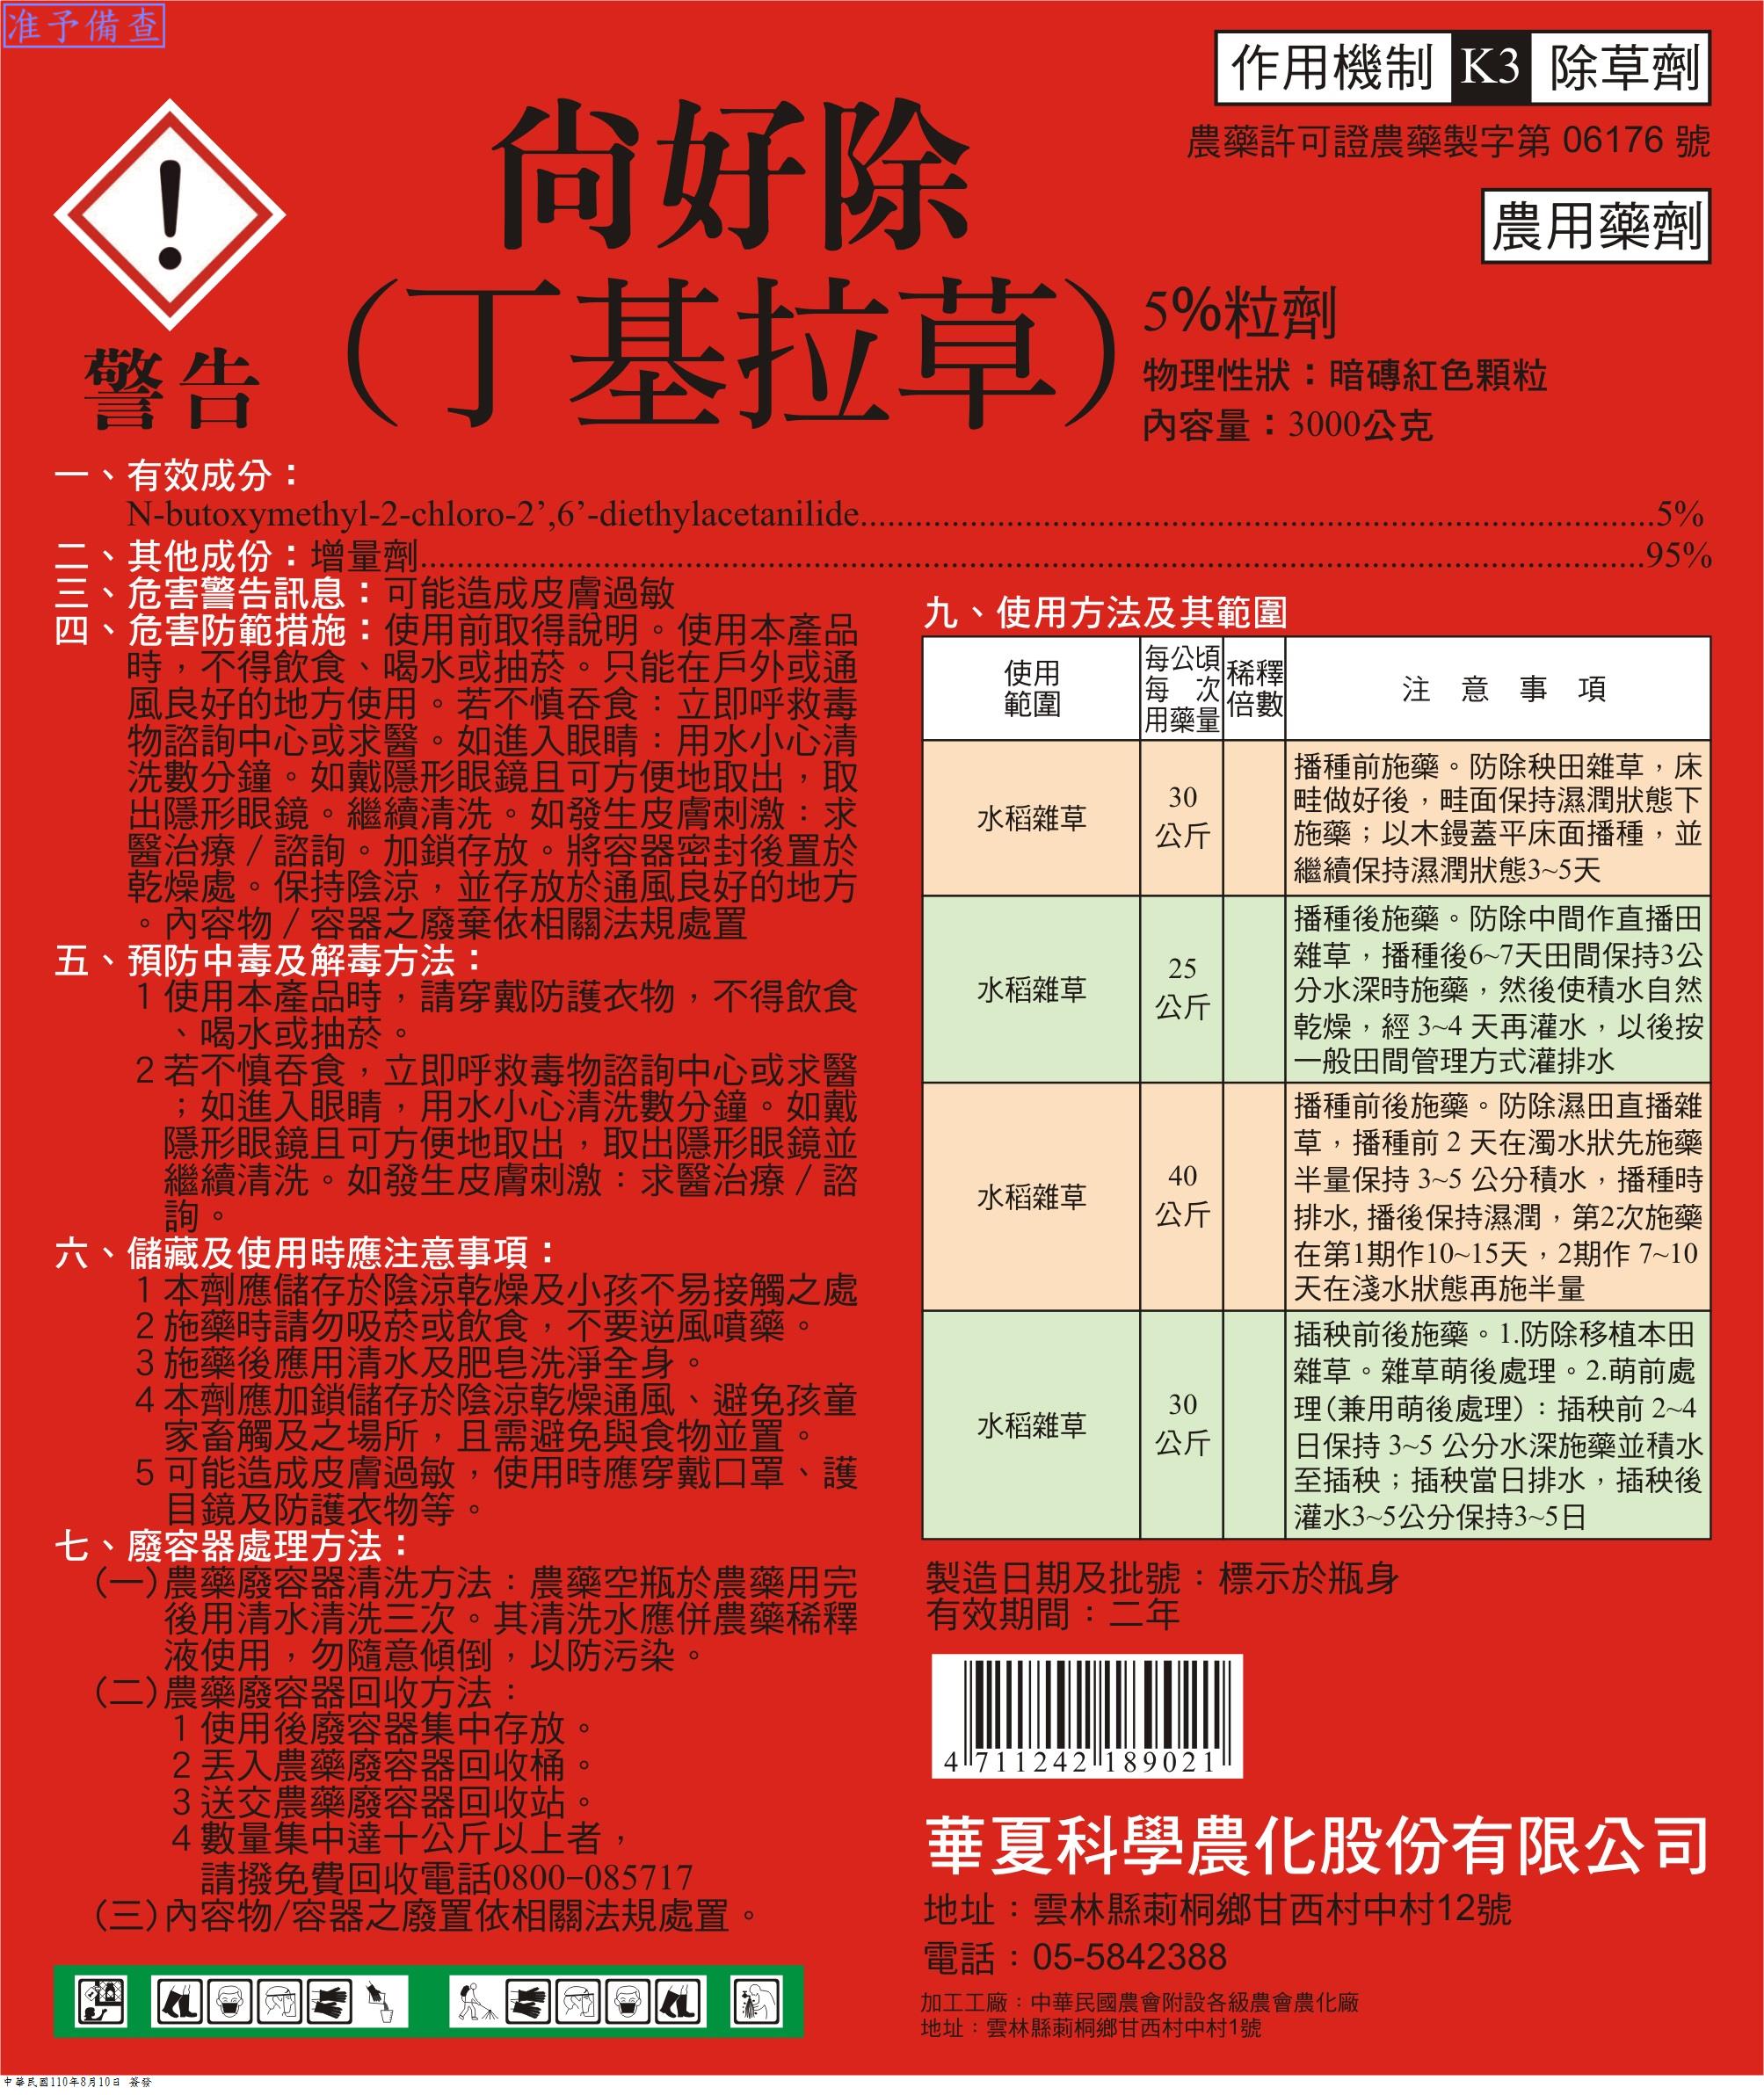 准予備查
作用機制 K3 除草劑
農藥許可證農藥製字第 06176 號
農用藥劑
尙好除
(丁基拉草)
5%粒劑
物理性狀：暗磚紅色顆粒
內容量：3000公克
警告
一、有效成分：
N-butoxymethyl-2-chloro-2’,6’-diethylacetanilide..........5%
二、其他成份：增量劑..........95%
三、危害警告訊息：可能造成皮膚過敏
四、危害防範措施：使用前取得說明。使用本產品
時，不得飲食、喝水或抽菸。只能在戶外或通
風良好的地方使用。若不慎吞食：立即呼救毒
物諮詢中心或求醫。如進入眼睛：用水小心清
洗數分鐘。如戴隱形眼鏡且可方便地取出，取
出隱形眼鏡。繼續清洗。如發生皮膚刺激：求
醫治療／諮詢。加鎖存放。將容器密封後置於
乾燥處。保持陰涼，並存放於通風良好的地方
。內容物／容器之廢棄依相關法規處置
五、預防中毒及解毒方法：
1 使用本產品時，請穿戴防護衣物，不得飲食
、喝水或抽菸。
2 若不慎吞食，立即呼救毒物諮詢中心或求醫
；如進入眼睛，用水小心清洗數分鐘。如戴
隱形眼鏡且可方便地取出，取出隱形眼鏡並
繼續清洗。如發生皮膚刺激：求醫治療／諮
詢。
六、儲藏及使用時應注意事項：
1 本劑應儲存於陰涼乾燥及小孩不易接觸之處
2 施藥時請勿吸菸或飲食，不要逆風噴藥。
3 施藥後應用清水及肥皂洗淨全身。
4 本劑應加鎖儲存於陰涼乾燥通風、避免孩童
家畜觸及之場所，且需避免與食物並置。
5 可能造成皮膚過敏，使用時應穿戴口罩、護
目鏡及防護衣物等。
七、廢容器處理方法：
(一)農藥廢容器清洗方法：農藥空瓶於農藥用完
後用清水清洗三次。其清洗水應併農藥稀釋
液使用，勿隨意傾倒，以防污染。
(二)農藥廢容器回收方法：
1 使用後廢容器集中存放。
2 丟入農藥廢容器回收桶。
3 送交農藥廢容器回收站。
4 數量集中達十公斤以上者，
請撥免費回收電話0800-085717
(三)內容物/容器之廢置依相關法規處置。
九、使用方法及其範圍
使用範圍 每公頃每次用藥量 稀釋倍數 注意事項
水稻雜草 30公斤
播種前施藥。防除秧田雜草，床
畦做好後，畦面保持濕潤狀態下
施藥；以木鏝蓋平床面播種，並
繼續保持濕潤狀態3~5天
水稻雜草 25公斤
播種後施藥。防除中間作直播田
雜草，播種後6~7天田間保持3公
分水深時施藥，然後使積水自然
乾燥，經 3~4 天再灌水，以後按
一般田間管理方式灌排水
水稻雜草 40公斤
播種前後施藥。防除濕田直播雜
草，播種前 2 天在濁水狀先施藥
半量保持 3~5 公分積水，播種時
排水, 播後保持濕潤，第2次施藥
在第1期作10~15天，2期作 7~10
天在淺水狀態再施半量
水稻雜草 30公斤
插秧前後施藥。1.防除移植本田
雜草。雜草萌後處理。2.萌前處
理(兼用萌後處理)：插秧前 2~4
日保持 3~5 公分水深施藥並積水
至插秧；插秧當日排水，插秧後
灌水3~5公分保持3~5日
製造日期及批號：標示於瓶身
有效期間：二年
4 711242 189021
華夏科學農化股份有限公司
地址：雲林縣莿桐鄉甘西村中村12號
電話：05-5842388
加工工廠：中華民國農會附設各級農會農化廠
地址：雲林縣莿桐鄉甘西村中村1號
中華民國110年8月10日 簽發